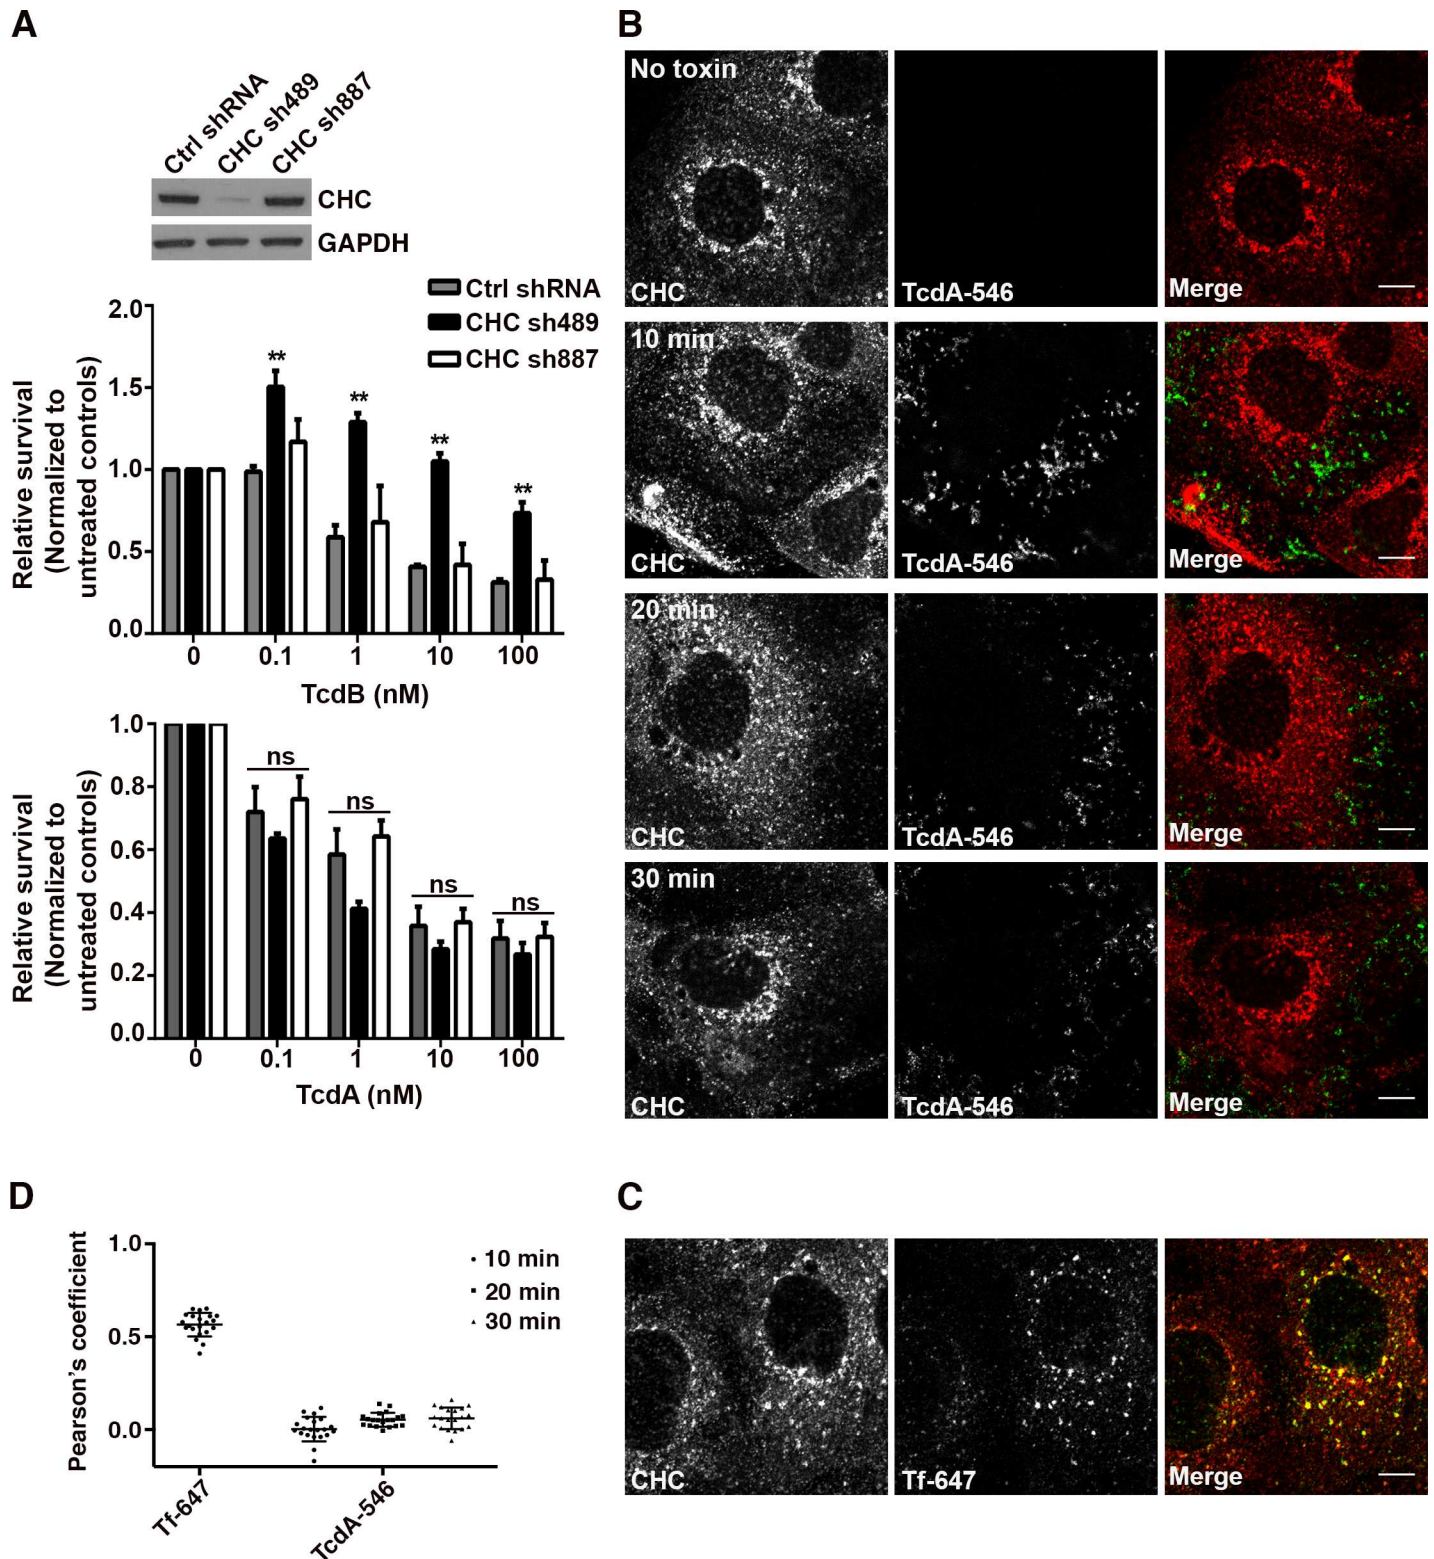 A
Ctrl shRNA
CHC sh489
CHC sh887
CHC
GAPDH
Ctrl shRNA
CHC sh489
CHC sh887
Relative survival
(Normalized to
untreated controls)
2.0
1.5
1.0
0.5
0.0
**
**
**
**
0 0.1 1 10 100
TcdB (nM)
Relative survival
(Normalized to
untreated controls)
1.0
0.8
0.6
0.4
0.2
0.0
ns
ns
ns
ns
0 0.1 1 10 100
TcdA (nM)
B
No toxin
CHC TcdA-546 Merge
10 min
CHC TcdA-546 Merge
20 min
CHC TcdA-546 Merge
30 min
CHC TcdA-546 Merge
D
Pearson's coefficient
1.0
0.5
0.0
10 min
20 min
30 min
Tf-647
TcdA-546
C
CHC Tf-647 Merge